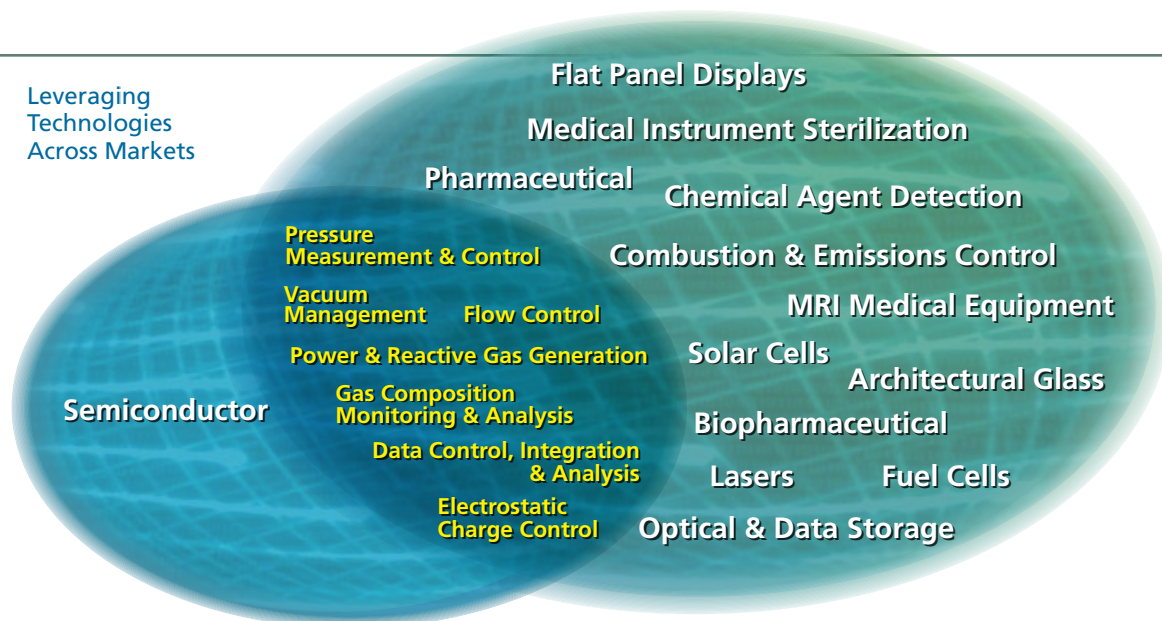 Leveraging
Technologies
Across Markets
Flat Panel Displays
Medical Instrument Sterilization
Pharmaceutical
Chemical Agent Detection
Pressure
Measurement & Control
Combustion & Emissions Control
Vacuum
Management
Flow Control
MRI Medical Equipment
Power & Reactive Gas Generation
Solar Cells
Architectural Glass
Semiconductor
Gas Composition
Monitoring & Analysis
Biopharmaceutical
Data Control, Integration
& Analysis
Lasers
Fuel Cells
Electrostatic
Charge Control
Optical & Data Storage